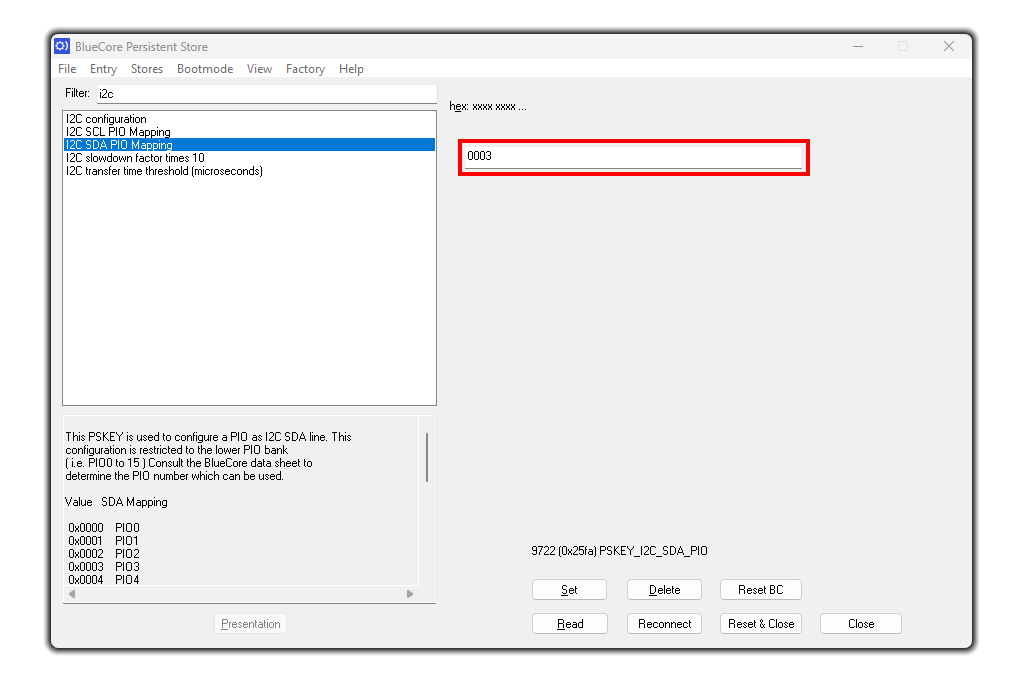 BlueCore Persistent Store
File Entry Stores Bootmode View Factory Help
Filter: i2c
hex: xxxx xxxx ...
I2C configuration
I2C SCL PIO Mapping
I2C SDA PIO Mapping
I2C slowdown factor times 10
I2C transfer time threshold (microseconds)
0003
This PSKEY is used to configure a PIO as I2C SDA line. This
configuration is restricted to the lower PIO bank
( i.e. PIO0 to 15 ) Consult the BlueCore data sheet to
determine the PIO number which can be used.
Value SDA Mapping
0x0000 PIO0
0x0001 PIO1
0x0002 PIO2
0x0003 PIO3
0x0004 PIO4
Presentation
9722 (0x25fa) PSKEY_I2C_SDA_PIO
Set Delete Reset BC
Read Reconnect Reset & Close Close